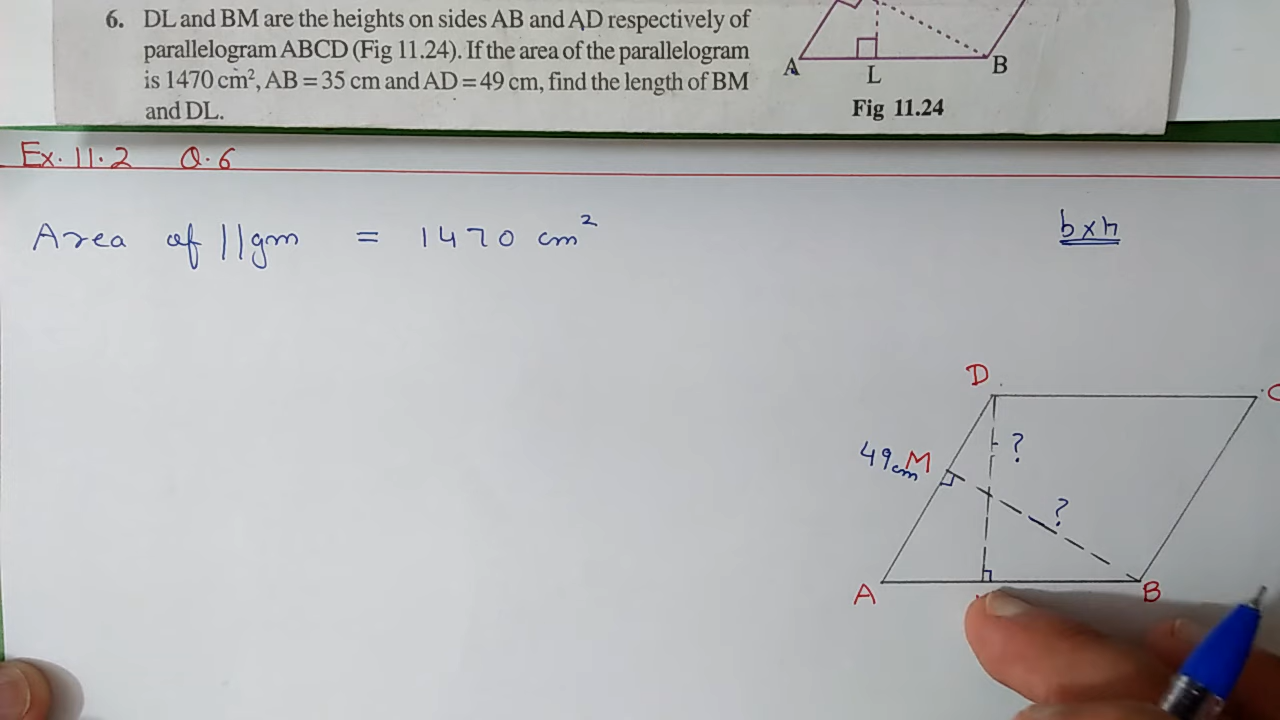 6. DL and BM are the heights on sides AB and AD respectively of
parallelogram ABCD (Fig 11.24). If the area of the parallelogram
is 1470 cm², AB = 35 cm and AD = 49 cm, find the length of BM
and DL.
A
L
B
Fig 11.24
Ex. 11.2 Q.6
Area of ||gm = 1470 cm²
b×h
D
C
49cm M
?
?
A
B